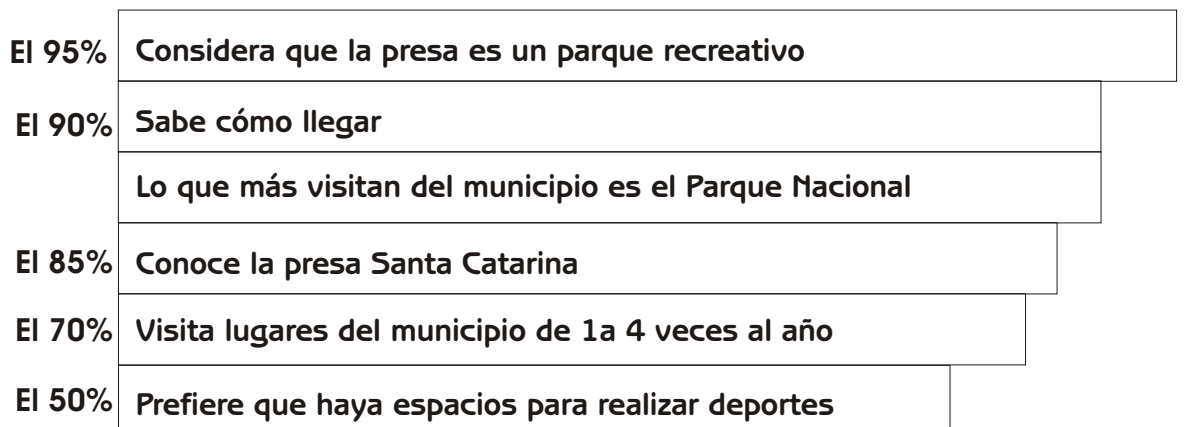 El 95% Considera que la presa es un parque recreativo
El 90% Sabe cómo llegar
Lo que más visitan del municipio es el Parque Nacional
El 85% Conoce la presa Santa Catarina
El 70% Visita lugares del municipio de 1a 4 veces al año
El 50% Prefiere que haya espacios para realizar deportes